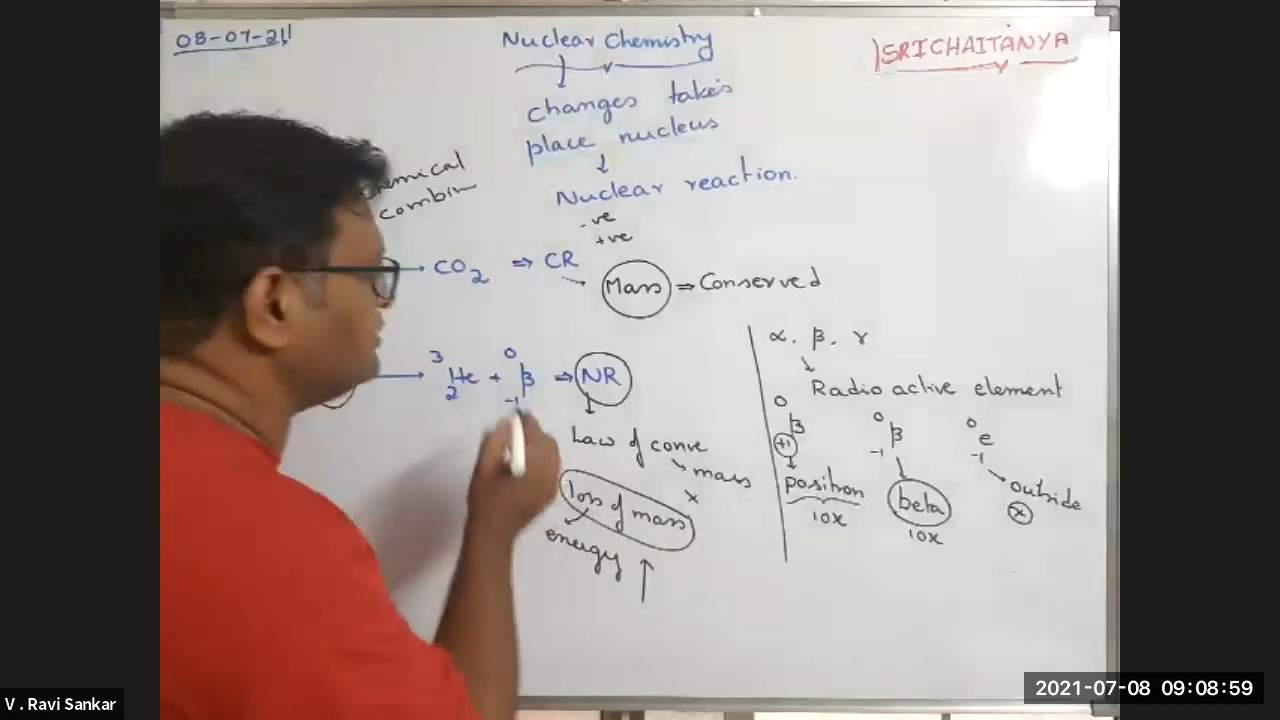 08-07-21
Nuclear Chemistry
SRICHAITANYA
changes takes
place nucleus
↓
Nuclear reaction.
chemical
combin
-ve
+ve
→ CO2 ⇒ CR
Mass ⇒ Conserved
→ 3 2 He + 0 -1 β ⇒ NR
Law of conve
mass
x
loss of mass
energy ↑
α, β, γ
Radio active element
0 +1 β
0 -1 β
0 -1 e
positron
10x
beta
10x
outside
x
V . Ravi Sankar
2021-07-08 09:08:59